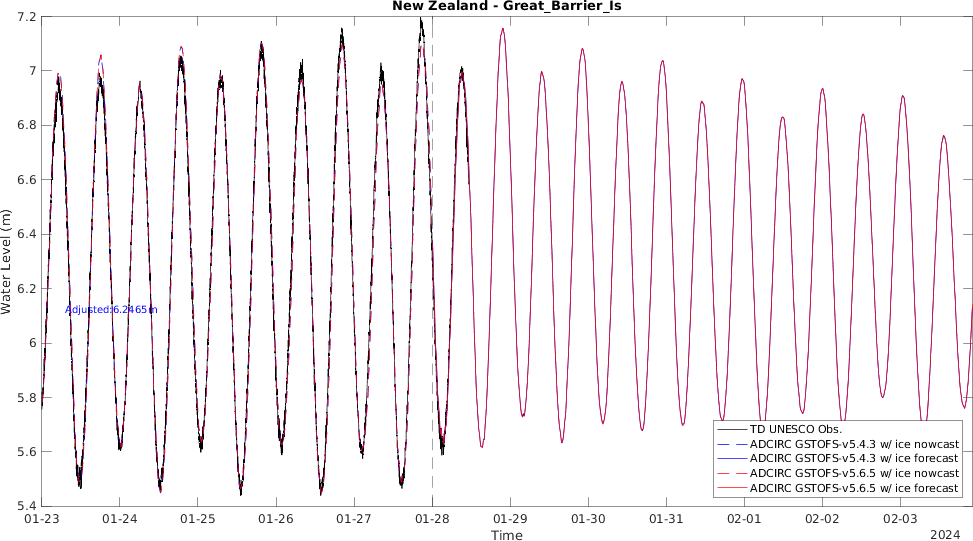 New Zealand - Great_Barrier_Is
Water Level (m)
7.2
7
6.8
6.6
6.4
6.2
6
5.8
5.6
5.4
Adjusted:6.2465m
TD UNESCO Obs.
ADCIRC GSTOFS-v5.4.3 w/ ice nowcast
ADCIRC GSTOFS-v5.4.3 w/ ice forecast
ADCIRC GSTOFS-v5.6.5 w/ ice nowcast
ADCIRC GSTOFS-v5.6.5 w/ ice forecast
01-23 01-24 01-25 01-26 01-27 01-28 01-29 01-30 01-31 02-01 02-02 02-03
Time
2024